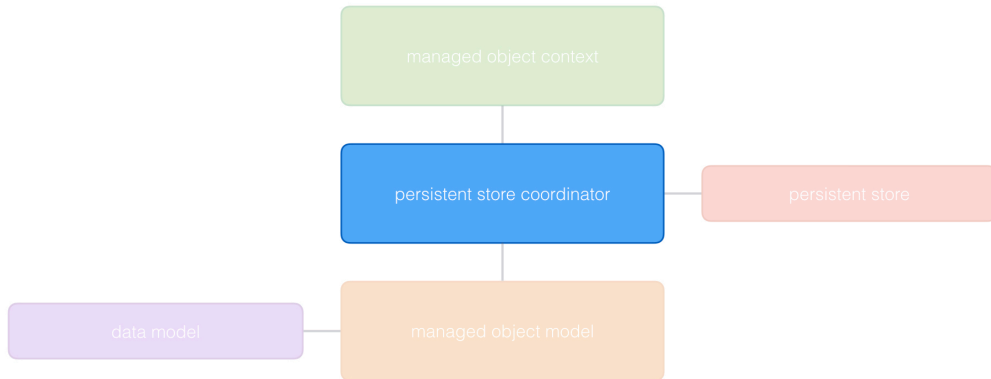 managed object context
persistent store coordinator
persistent store
data model
managed object model